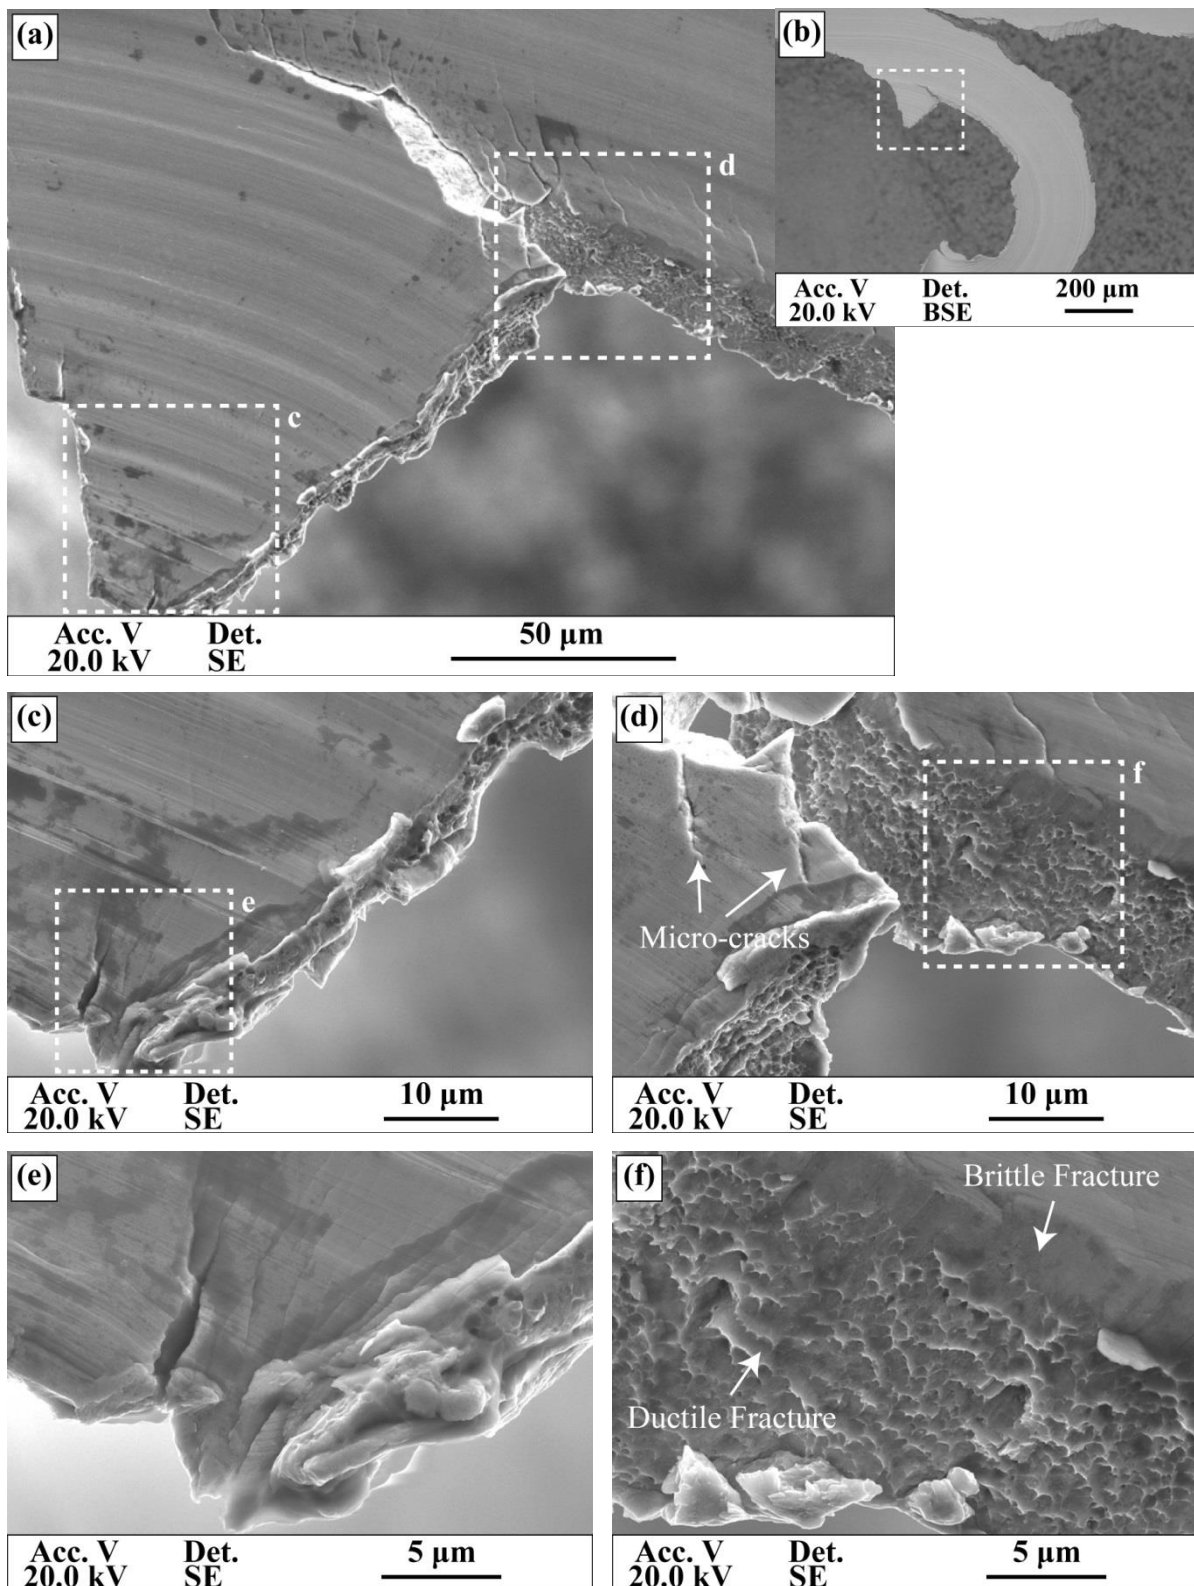 (a)
d
c
Acc. V Det. 50 µm
20.0 kV SE
(b)
Acc. V Det. 200 µm
20.0 kV BSE
(c)
e
Acc. V Det. 10 µm
20.0 kV SE
(d)
f
Micro-cracks
Acc. V Det. 10 µm
20.0 kV SE
(e)
Acc. V Det. 5 µm
20.0 kV SE
(f)
Brittle Fracture
Ductile Fracture
Acc. V Det. 5 µm
20.0 kV SE